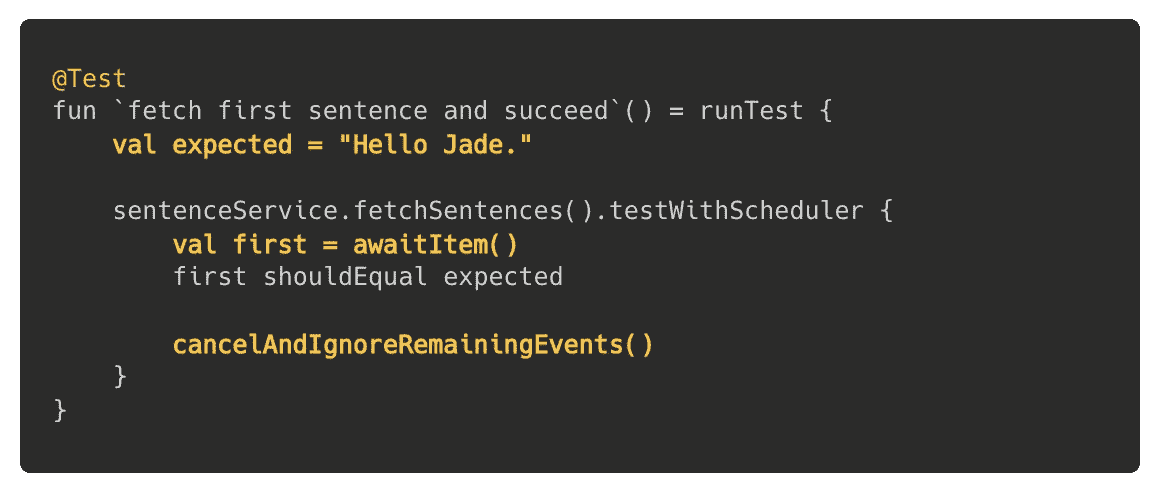 @Test
fun `fetch first sentence and succeed`() = runTest {
    val expected = "Hello Jade."

    sentenceService.fetchSentences().testWithScheduler {
        val first = awaitItem()
        first shouldEqual expected

        cancelAndIgnoreRemainingEvents()
    }
}